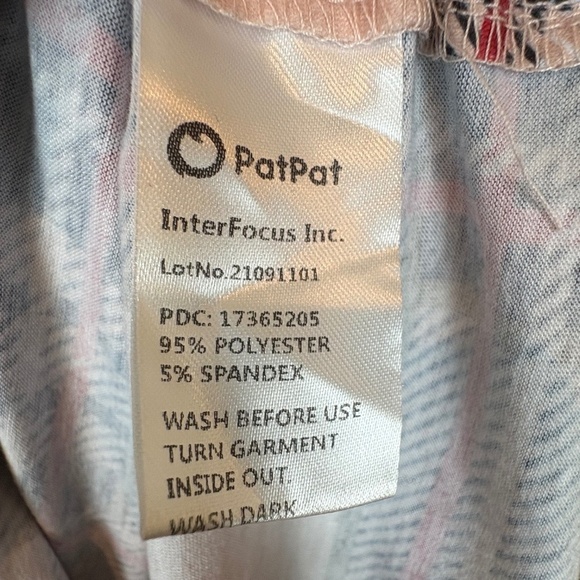 PatPat
InterFocus Inc.
LotNo.21091101
PDC: 17365205
95% POLYESTER
5% SPANDEX
WASH BEFORE USE
TURN GARMENT
INSIDE OUT.
WASH DARK